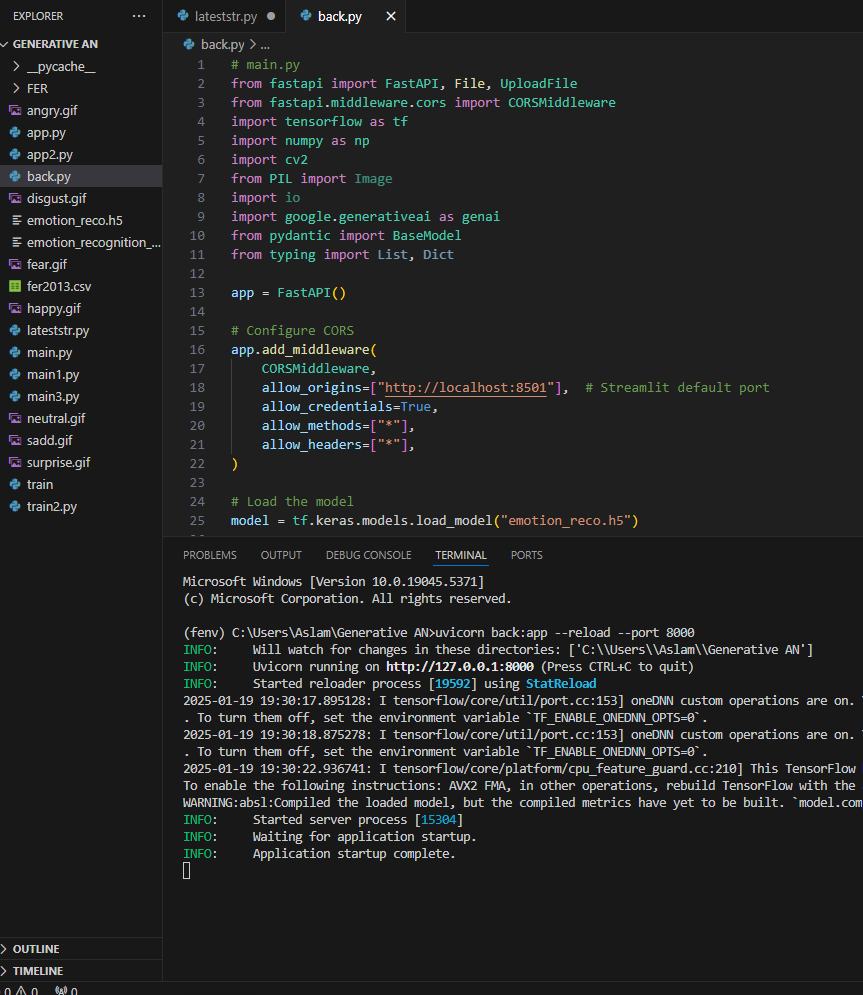 EXPLORER ...
GENERATIVE AN
__pycache__
FER
angry.gif
app.py
app2.py
back.py
disgust.gif
emotion_reco.h5
emotion_recognition_...
fear.gif
fer2013.csv
happy.gif
lateststr.py
main.py
main1.py
main3.py
neutral.gif
sadd.gif
surprise.gif
train
train2.py
OUTLINE
TIMELINE
0 0 0
lateststr.py back.py
back.py > ...
1 # main.py
2 from fastapi import FastAPI, File, UploadFile
3 from fastapi.middleware.cors import CORSMiddleware
4 import tensorflow as tf
5 import numpy as np
6 import cv2
7 from PIL import Image
8 import io
9 import google.generativeai as genai
10 from pydantic import BaseModel
11 from typing import List, Dict
12
13 app = FastAPI()
14
15 # Configure CORS
16 app.add_middleware(
17     CORSMiddleware,
18     allow_origins=["http://localhost:8501"],  # Streamlit default port
19     allow_credentials=True,
20     allow_methods=["*"],
21     allow_headers=["*"],
22 )
23
24 # Load the model
25 model = tf.keras.models.load_model("emotion_reco.h5")
PROBLEMS OUTPUT DEBUG CONSOLE TERMINAL PORTS
Microsoft Windows [Version 10.0.19045.5371]
(c) Microsoft Corporation. All rights reserved.
(fenv) C:\Users\Aslam\Generative AN>uvicorn back:app --reload --port 8000
INFO:     Will watch for changes in these directories: ['C:\\Users\\Aslam\\Generative AN']
INFO:     Uvicorn running on http://127.0.0.1:8000 (Press CTRL+C to quit)
INFO:     Started reloader process [19592] using StatReload
2025-01-19 19:30:17.895128: I tensorflow/core/util/port.cc:153] oneDNN custom operations are on.
. To turn them off, set the environment variable `TF_ENABLE_ONEDNN_OPTS=0`.
2025-01-19 19:30:18.875278: I tensorflow/core/util/port.cc:153] oneDNN custom operations are on.
. To turn them off, set the environment variable `TF_ENABLE_ONEDNN_OPTS=0`.
2025-01-19 19:30:22.936741: I tensorflow/core/platform/cpu_feature_guard.cc:210] This TensorFlow
To enable the following instructions: AVX2 FMA, in other operations, rebuild TensorFlow with the
WARNING:absl:Compiled the loaded model, but the compiled metrics have yet to be built. `model.com
INFO:     Started server process [15304]
INFO:     Waiting for application startup.
INFO:     Application startup complete.